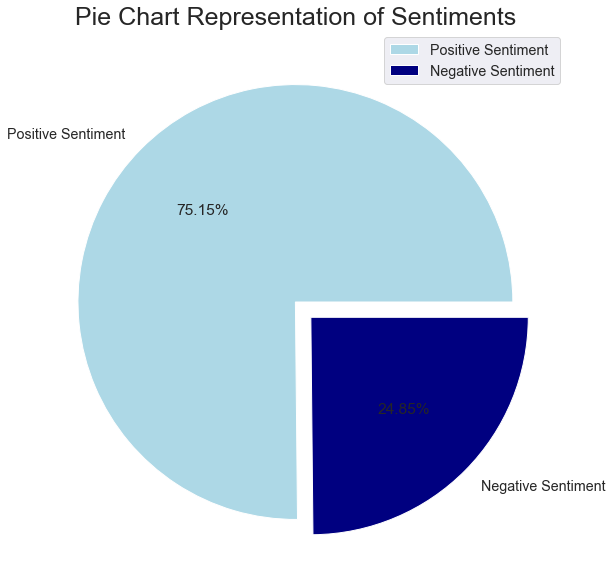 Pie Chart Representation of Sentiments
Positive Sentiment
Negative Sentiment
Positive Sentiment
75.15%
24.85%
Negative Sentiment